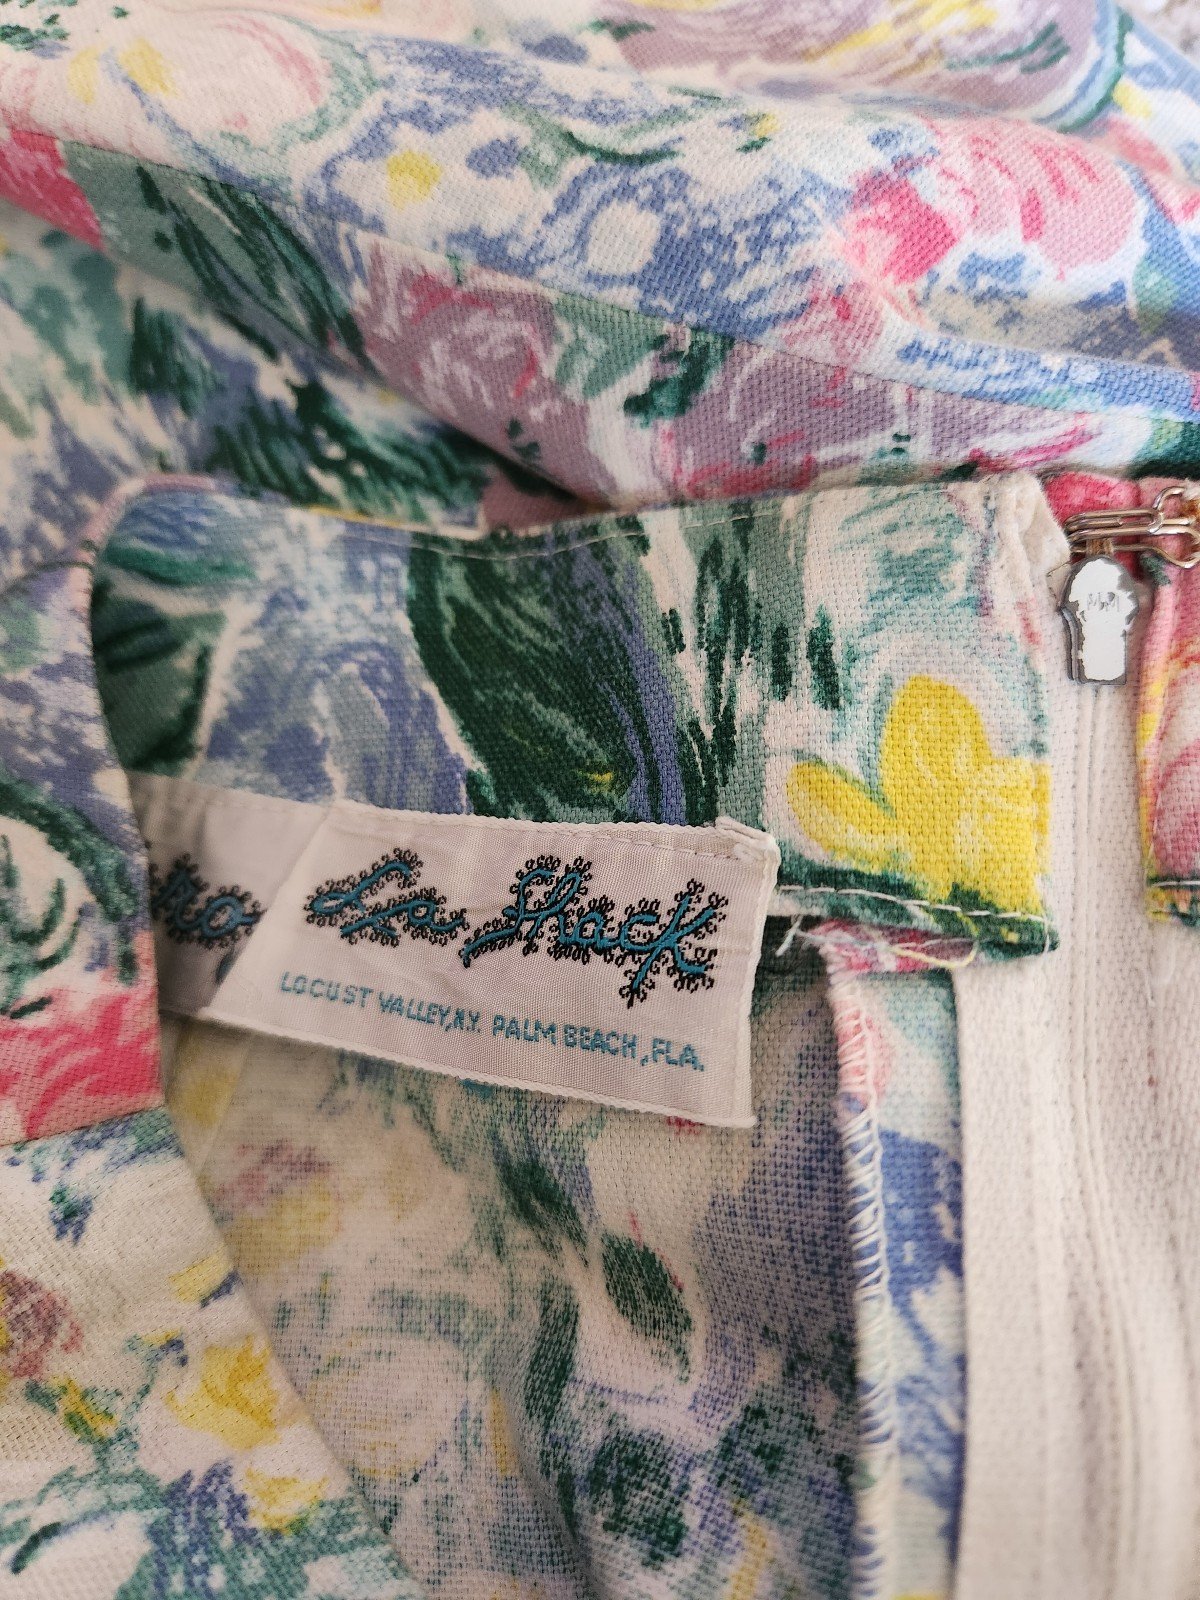 La Shack
LOCUST VALLEY, N.Y. PALM BEACH, FLA.